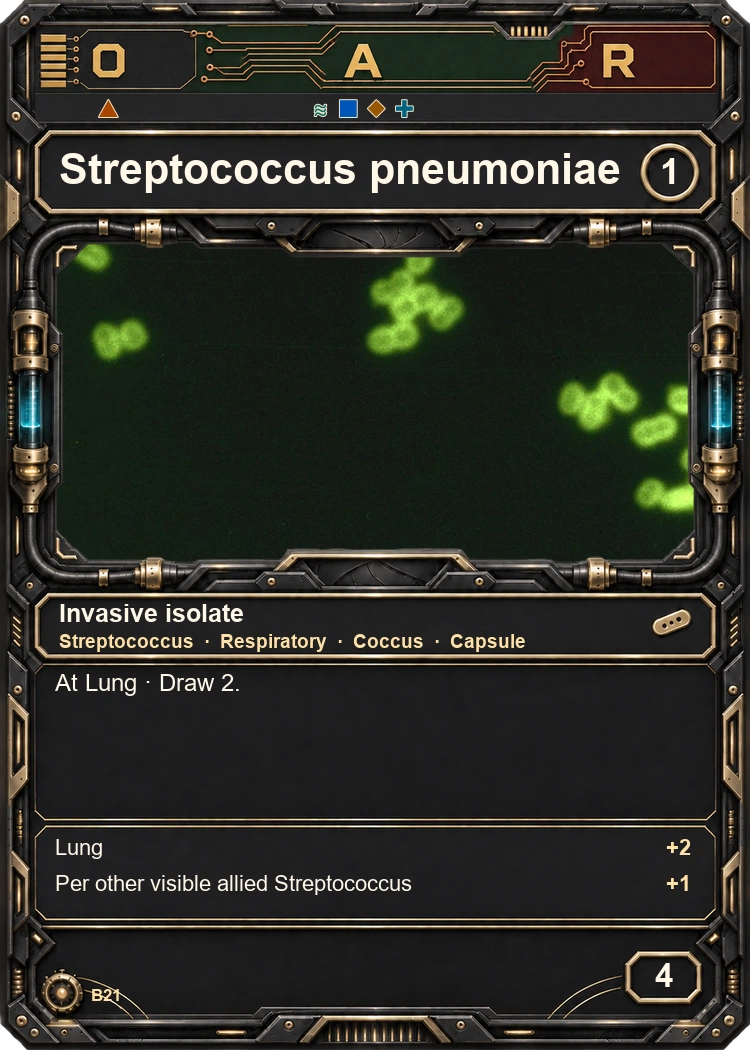 O A R
Streptococcus pneumoniae 1
Invasive isolate
Streptococcus · Respiratory · Coccus · Capsule
At Lung · Draw 2.
Lung +2
Per other visible allied Streptococcus +1
4
B21